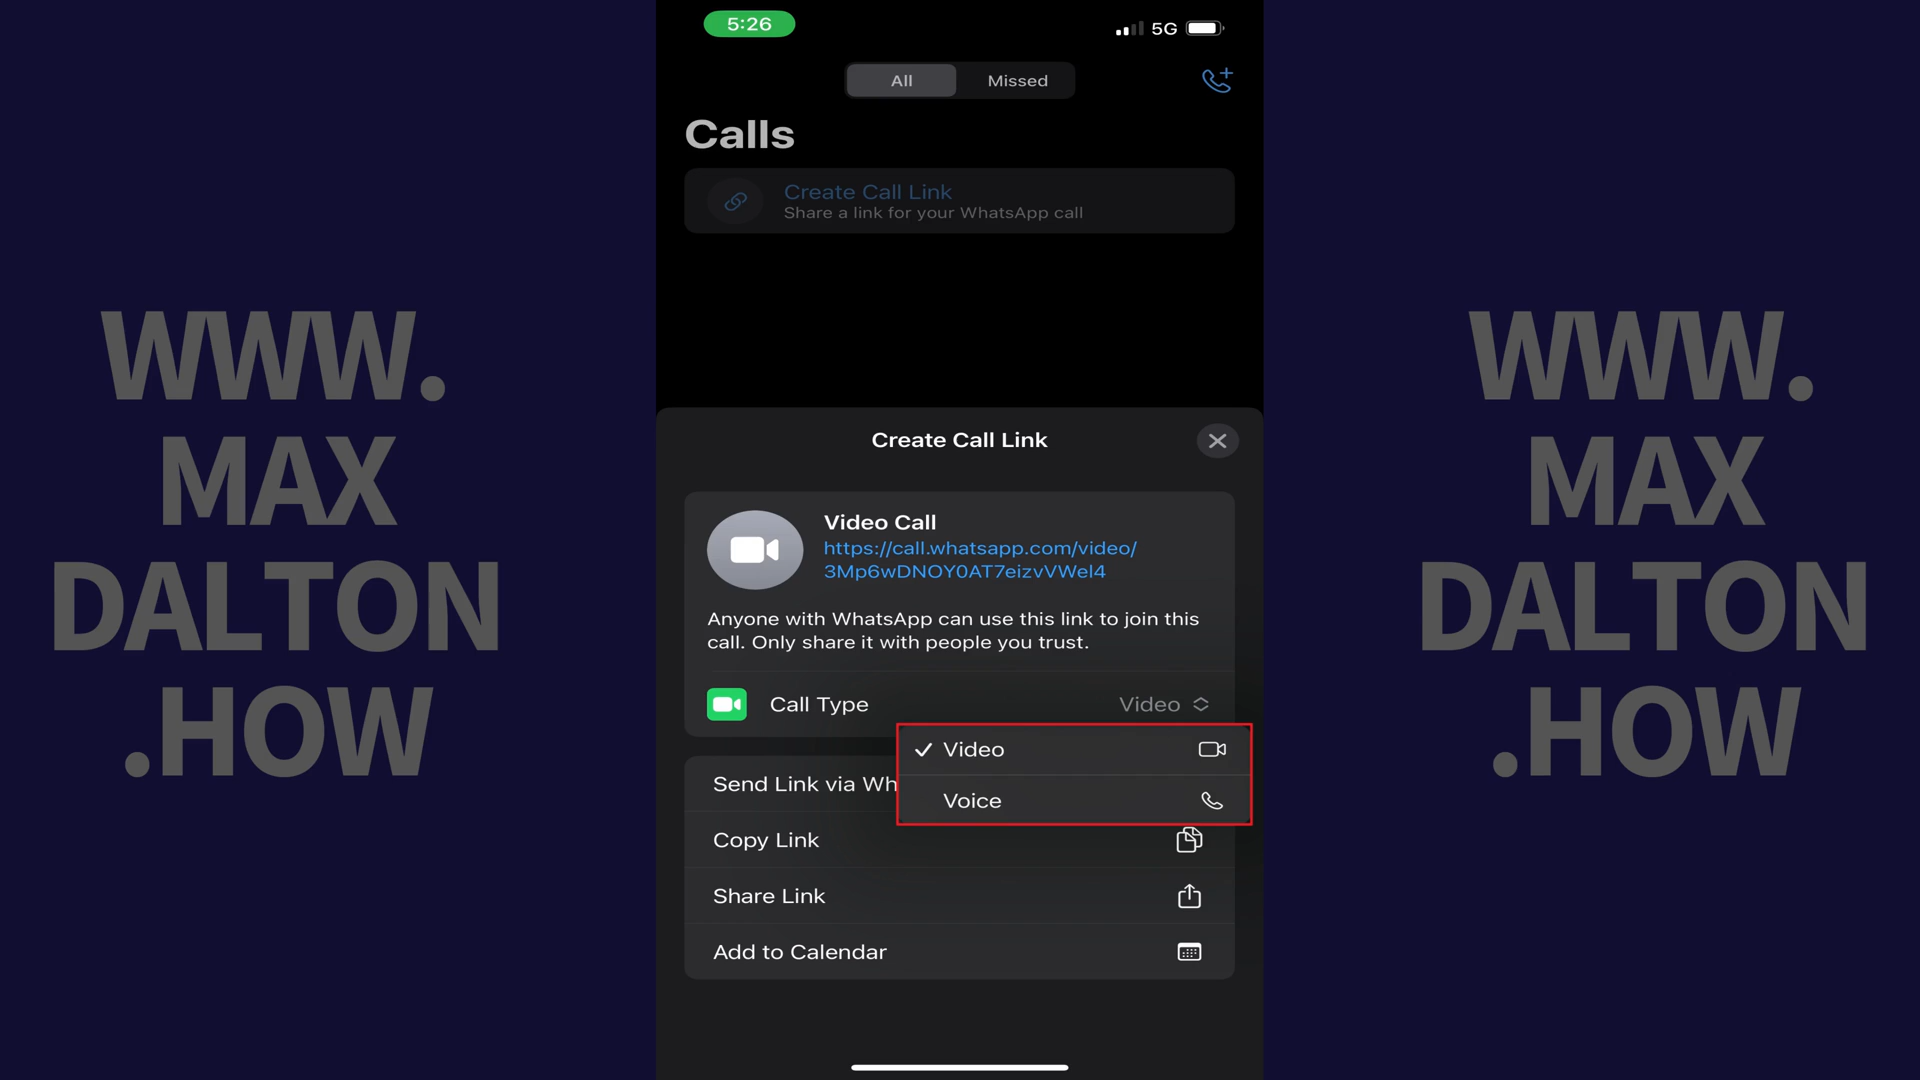 5:26
5G
All
Missed
Calls
Create Call Link
Share a link for your WhatsApp call
Create Call Link
Video Call
https://call.whatsapp.com/video/
3Mp6wDNOY0AT7eizvVWel4
Anyone with WhatsApp can use this link to join this
call. Only share it with people you trust.
Call Type
Video
Video
Voice
Send Link via Wh
Copy Link
Share Link
Add to Calendar
WWW.
MAX
DALTON
.HOW
WWW.
MAX
DALTON
.HOW